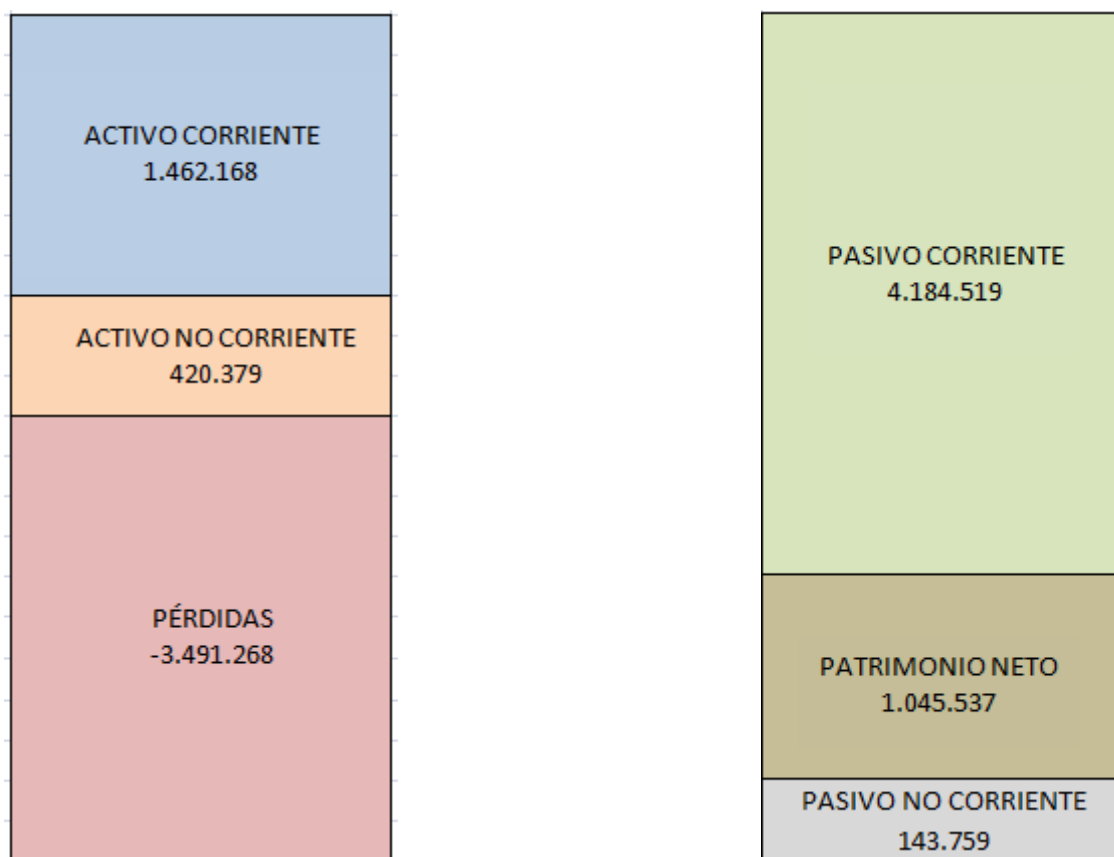 ACTIVO CORRIENTE
1.462.168
ACTIVO NO CORRIENTE
420.379
PÉRDIDAS
-3.491.268
PASIVO CORRIENTE
4.184.519
PATRIMONIO NETO
1.045.537
PASIVO NO CORRIENTE
143.759